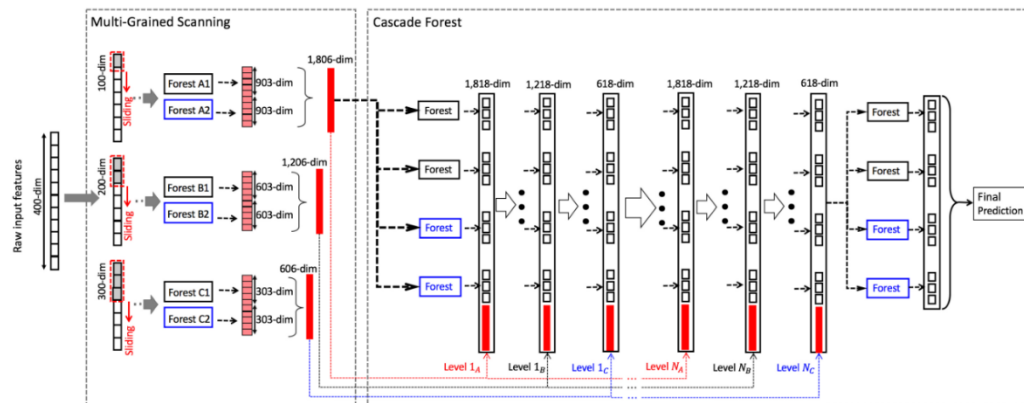 Multi-Grained Scanning
Cascade Forest
Raw input features
400-dim
100-dim
Sliding
Forest A1
Forest A2
903-dim
903-dim
1,806-dim
200-dim
Sliding
Forest B1
Forest B2
603-dim
603-dim
1,206-dim
300-dim
Sliding
Forest C1
Forest C2
303-dim
303-dim
606-dim
Forest
Forest
Forest
Forest
1,818-dim
1,218-dim
618-dim
1,818-dim
1,218-dim
618-dim
Level 1A
Level 1B
Level 1C
...
Level NA
Level NB
Level NC
...
...
Forest
Forest
Forest
Forest
Final
Prediction